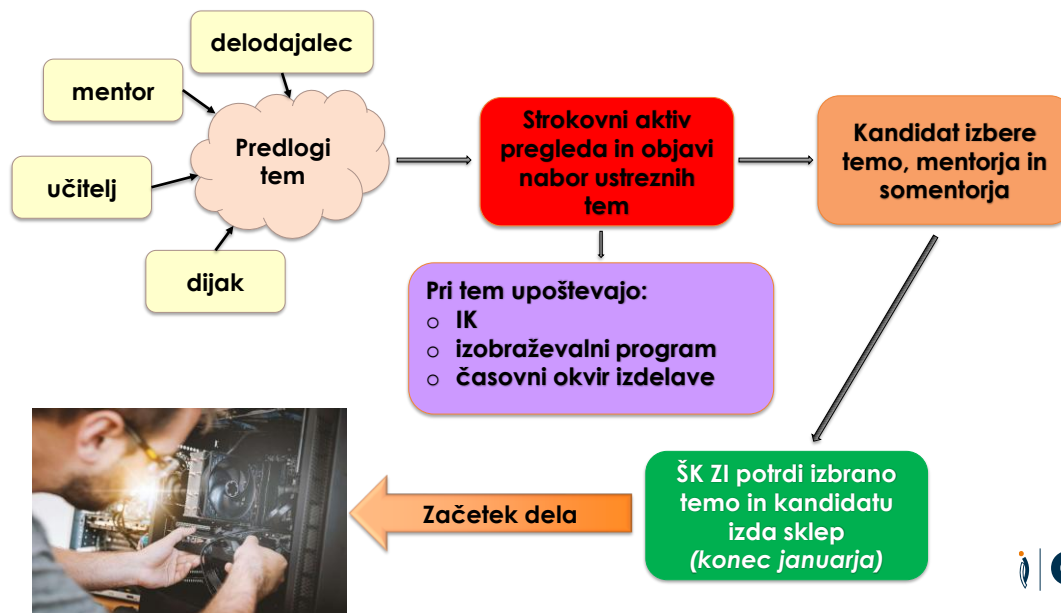 delodajalec
mentor
učitelj
dijak
Predlogi
tem
Strokovni aktiv
pregleda in objavi
nabor ustreznih
tem
Kandidat izbere
temo, mentorja in
somentorja
Pri tem upoštevajo:
o IK
o izobraževalni program
o časovni okvir izdelave
ŠK ZI potrdi izbrano
temo in kandidatu
izda sklep
(konec januarja)
Začetek dela